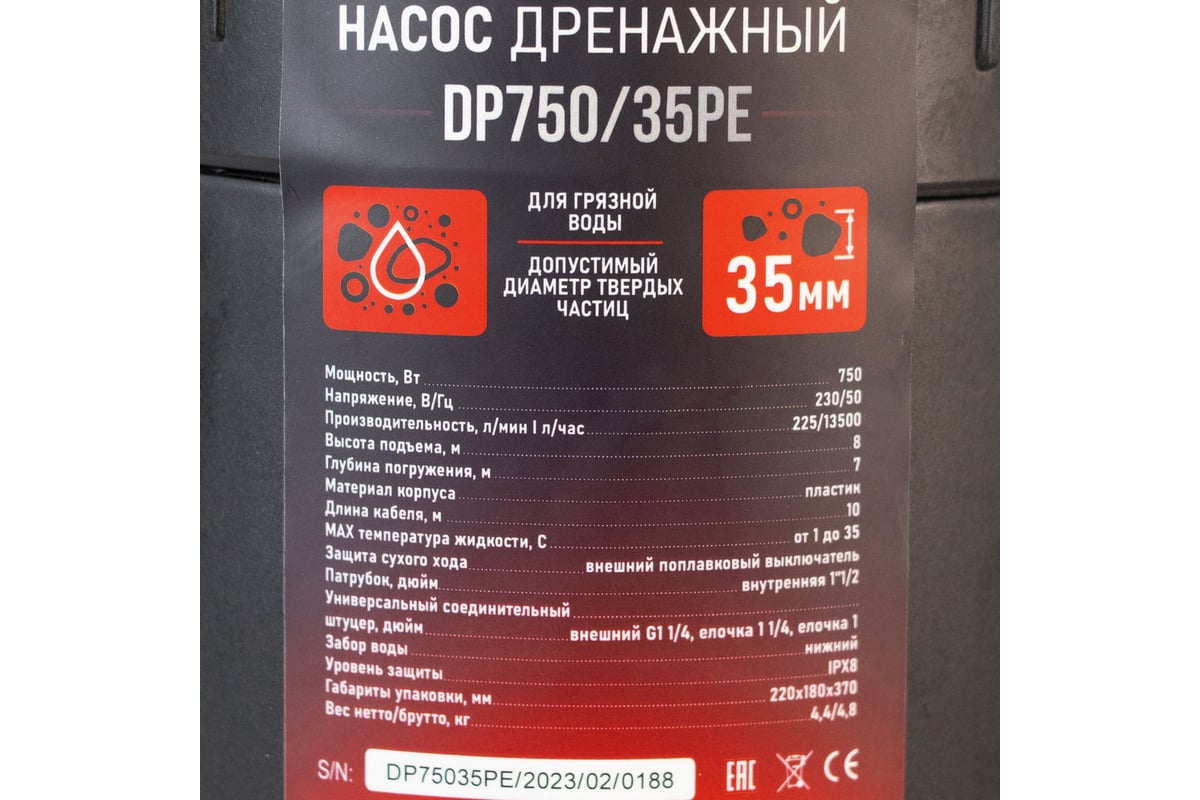 НАСОС ДРЕНАЖНЫЙ
DP750/35PE
ДЛЯ ГРЯЗНОЙ
ВОДЫ
ДОПУСТИМЫЙ
ДИАМЕТР ТВЕРДЫХ
ЧАСТИЦ
35мм
Мощность, Вт 750
Напряжение, В/Гц 230/50
Производительность, л/мин I л/час 225/13500
Высота подъема, м 8
Глубина погружения, м 7
Материал корпуса пластик
Длина кабеля, м 10
MAX температура жидкости, С от 1 до 35
Защита сухого хода внешний поплавковый выключатель
Патрубок, дюйм внутренняя 1"1/2
Универсальный соединительный
штуцер, дюйм внешний G1 1/4, елочка 1 1/4, елочка 1
Забор воды нижний
Уровень защиты IPX8
Габариты упаковки, мм 220x180x370
Вес нетто/брутто, кг 4,4/4,8
S/N: DP75035PE/2023/02/0188
EAC CE